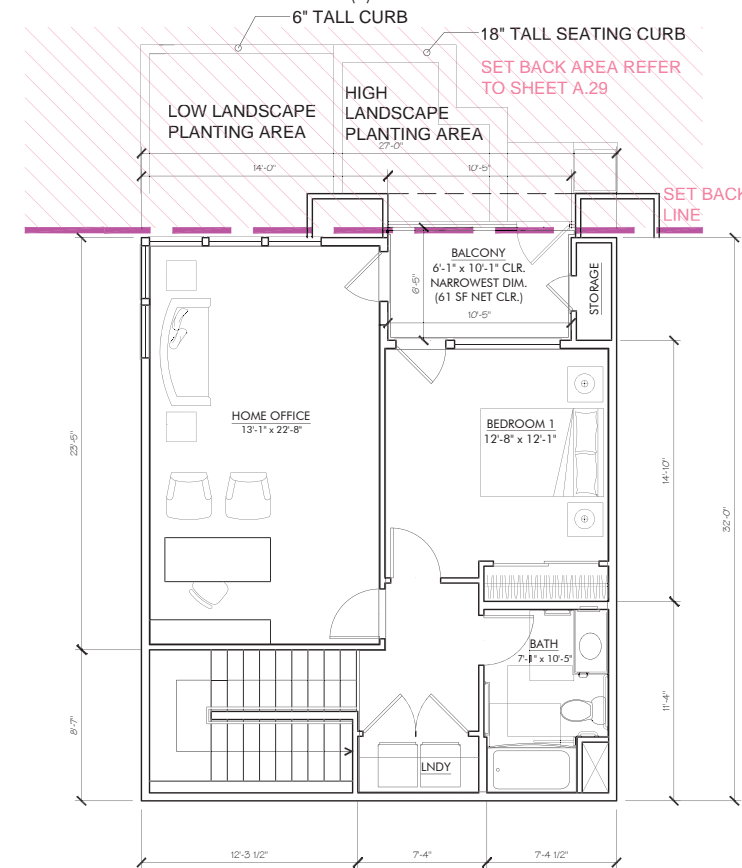 6" TALL CURB
18" TALL SEATING CURB
SET BACK AREA REFER
TO SHEET A.29
LOW LANDSCAPE
PLANTING AREA
HIGH
LANDSCAPE
PLANTING AREA
27'-0"
14'-0"
10'-5"
SET BACK
LINE
BALCONY
6'-1" x 10'-1" CLR.
NARROWEST DIM.
(61 SF NET CLR.)
6'-5"
10'-5"
STORAGE
HOME OFFICE
13'-1" x 22'-8"
BEDROOM 1
12'-8" x 12'-1"
23'-5"
14'-10"
32'-0"
BATH
7'-1" x 10'-5"
8'-7"
11'-4"
LNDY
12'-3 1/2"
7'-4"
7'-4 1/2"